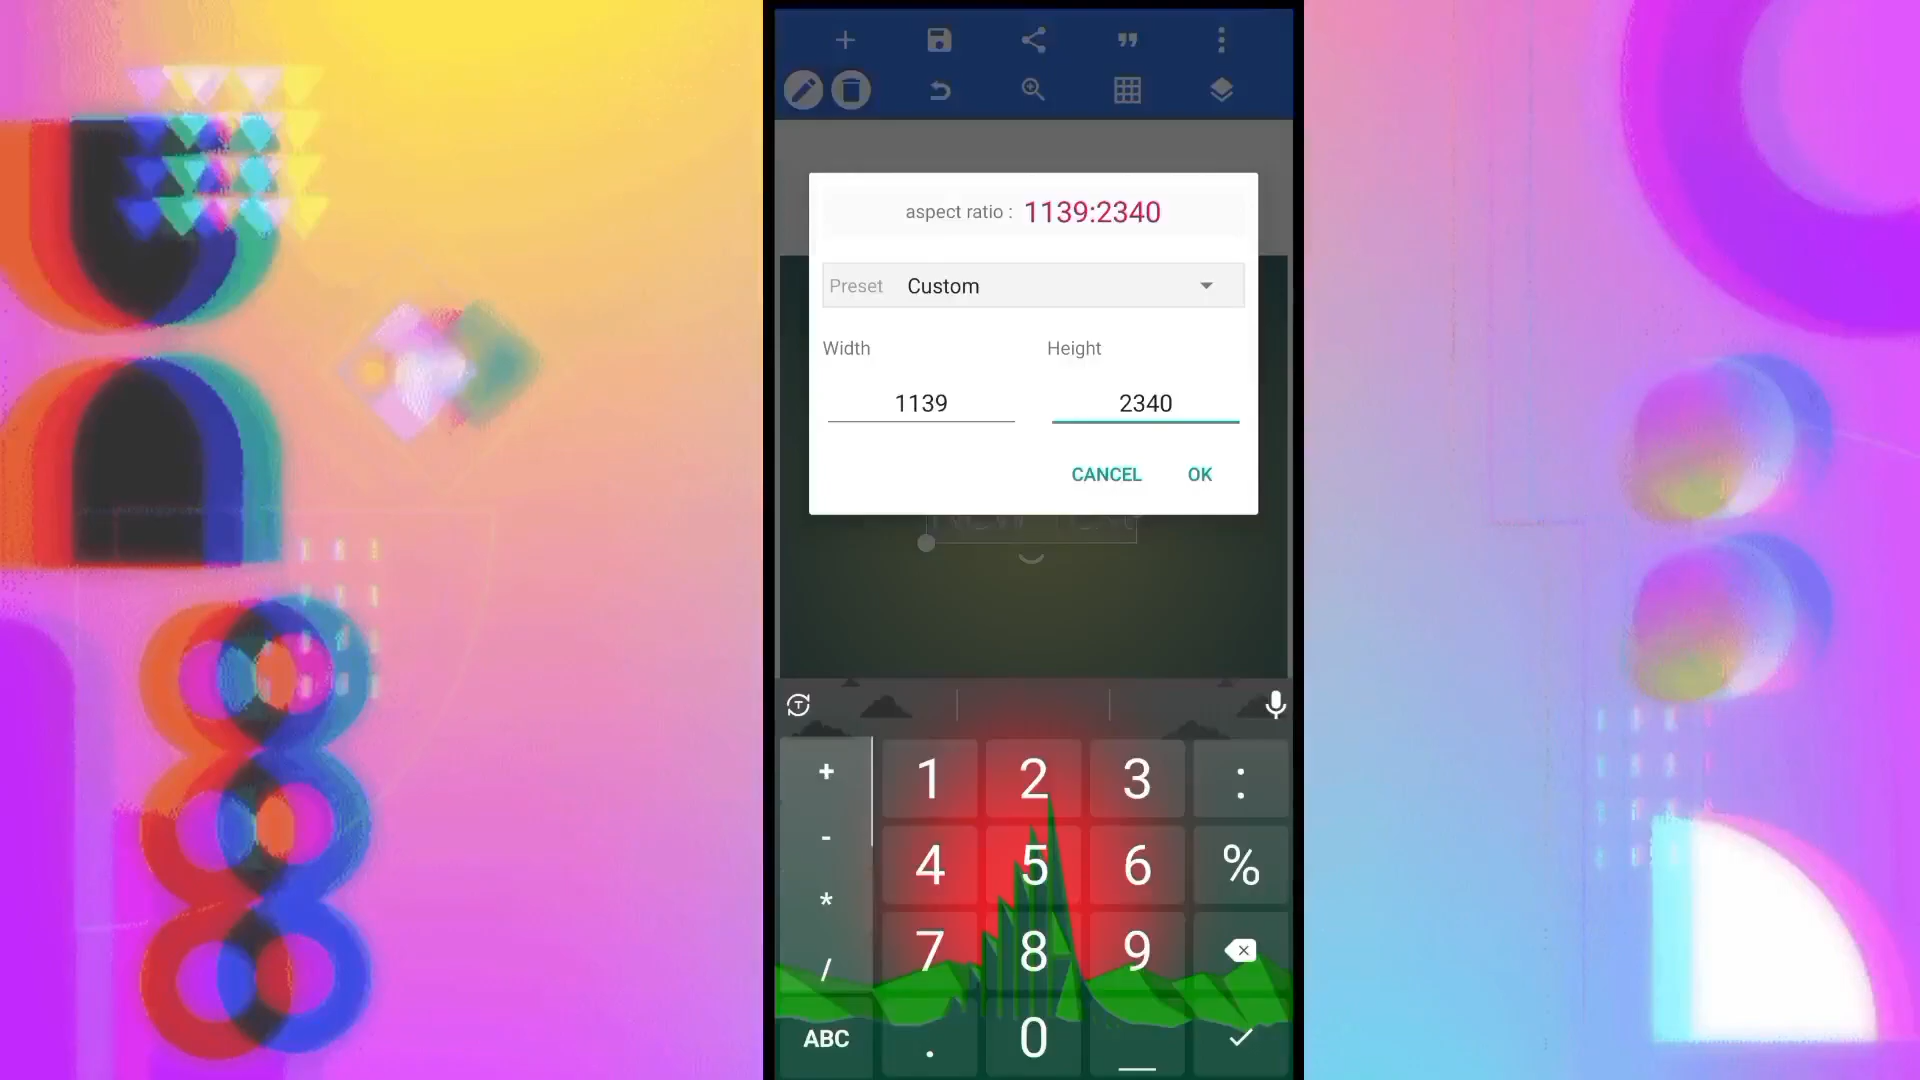 aspect ratio : 1139:2340
Preset Custom
Width Height
1139 2340
CANCEL OK
+ 1 2 3 :
- 4 5 6 %
* 7 8 9
/
ABC . 0 _